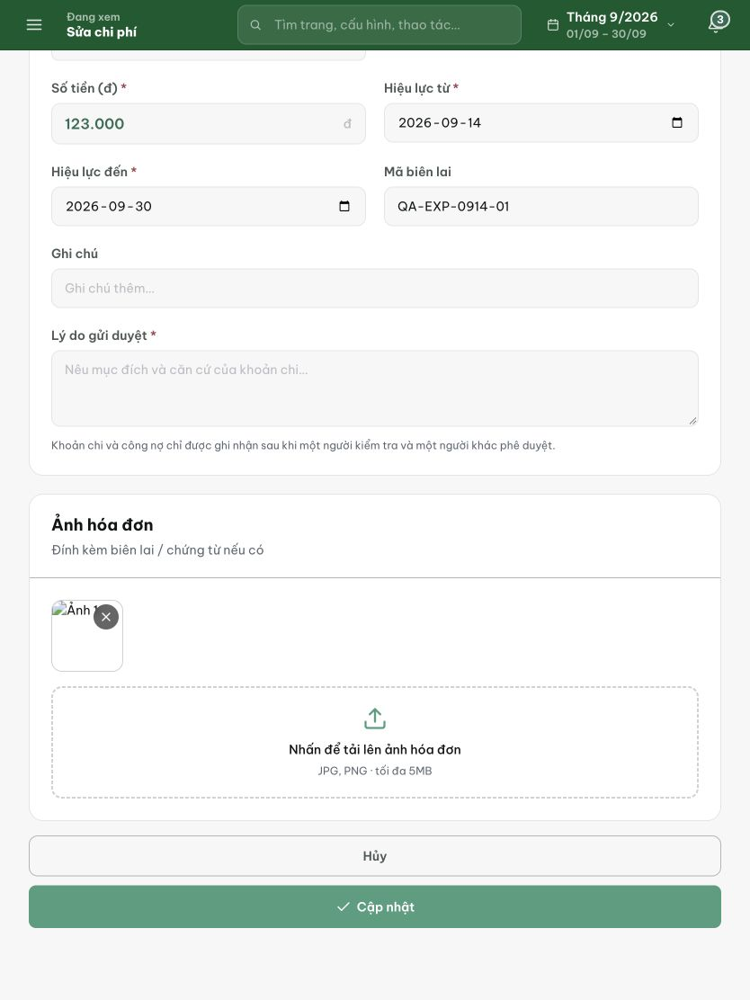 Đang xem
Sửa chi phí
Tìm trang, cấu hình, thao tác...
Tháng 9/2026
01/09 – 30/09
3
Số tiền (đ) *
Hiệu lực từ *
123.000
đ
2026-09-14
Hiệu lực đến *
Mã biên lai
2026-09-30
QA-EXP-0914-01
Ghi chú
Ghi chú thêm...
Lý do gửi duyệt *
Nêu mục đích và căn cứ của khoản chi...
Khoản chi và công nợ chỉ được ghi nhận sau khi một người kiểm tra và một người khác phê duyệt.
Ảnh hóa đơn
Đính kèm biên lai / chứng từ nếu có
Ảnh 1
Nhấn để tải lên ảnh hóa đơn
JPG, PNG · tối đa 5MB
Hủy
Cập nhật